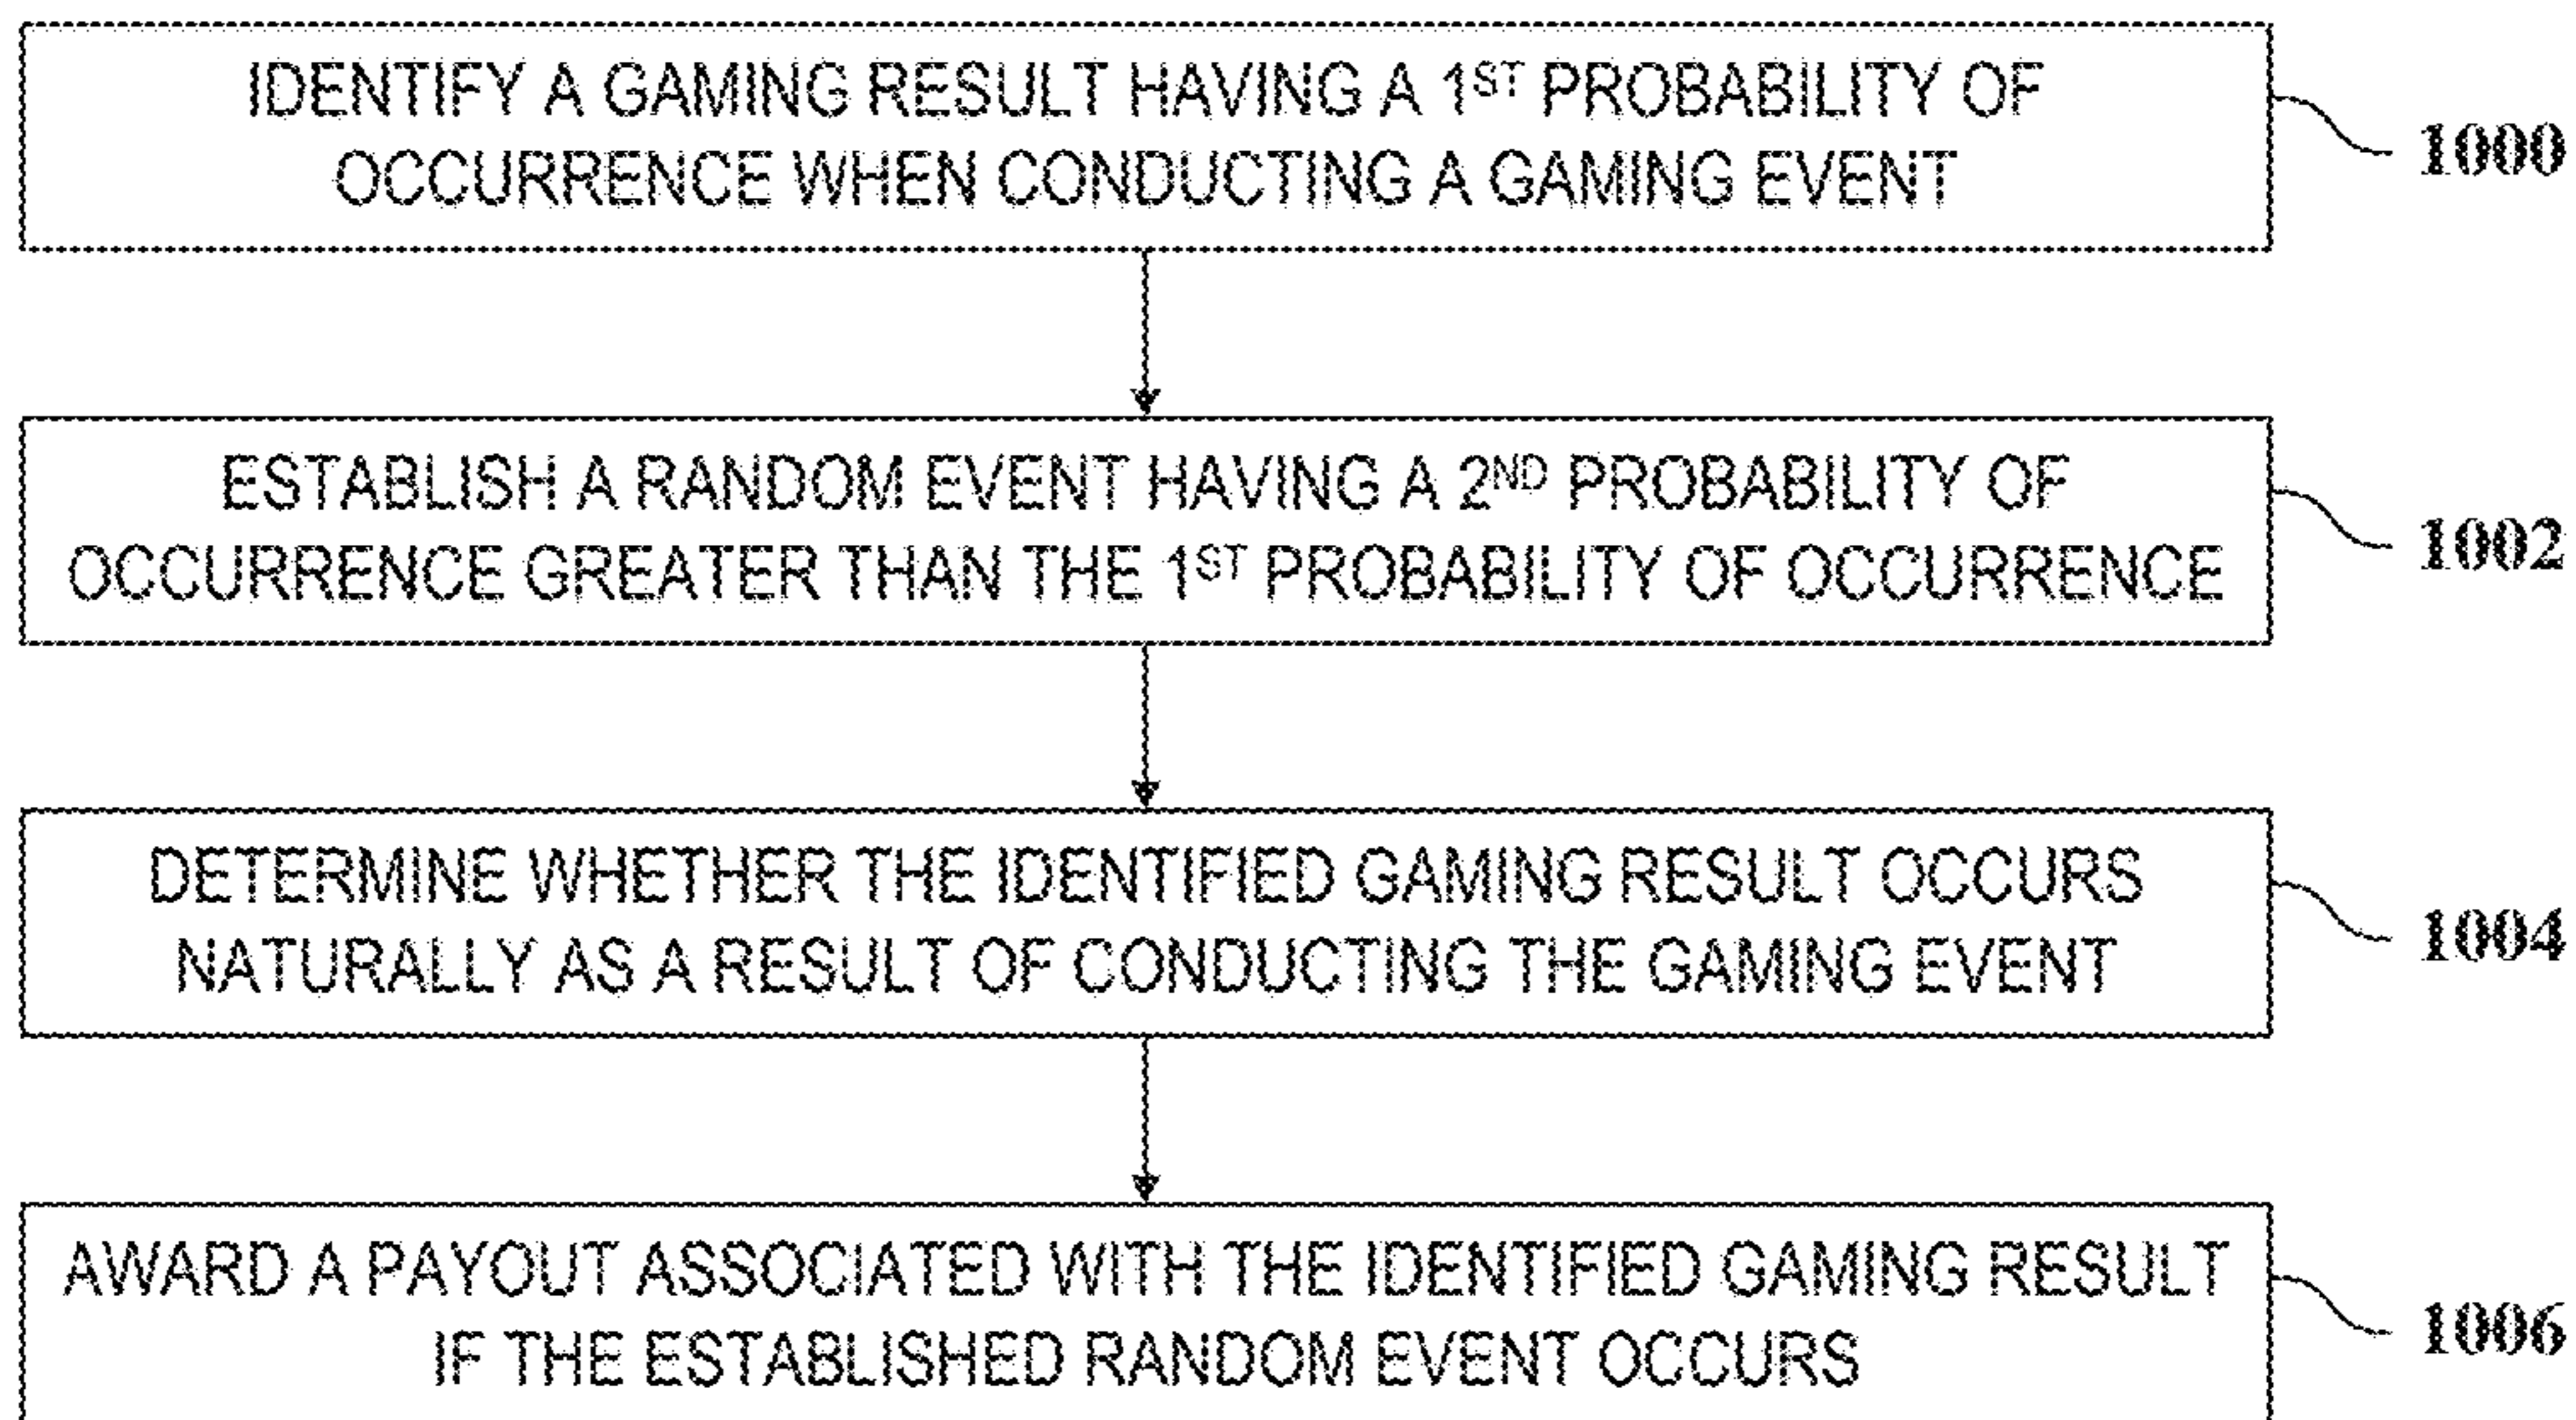 IDENTIFY A GAMING RESULT HAVING A 1ST PROBABILITY OF
OCCURRENCE WHEN CONDUCTING A GAMING EVENT
1000
ESTABLISH A RANDOM EVENT HAVING A 2ND PROBABILITY OF
OCCURRENCE GREATER THAN THE 1ST PROBABILITY OF OCCURRENCE
1002
DETERMINE WHETHER THE IDENTIFIED GAMING RESULT OCCURS
NATURALLY AS A RESULT OF CONDUCTING THE GAMING EVENT
1004
AWARD A PAYOUT ASSOCIATED WITH THE IDENTIFIED GAMING RESULT
IF THE ESTABLISHED RANDOM EVENT OCCURS
1006